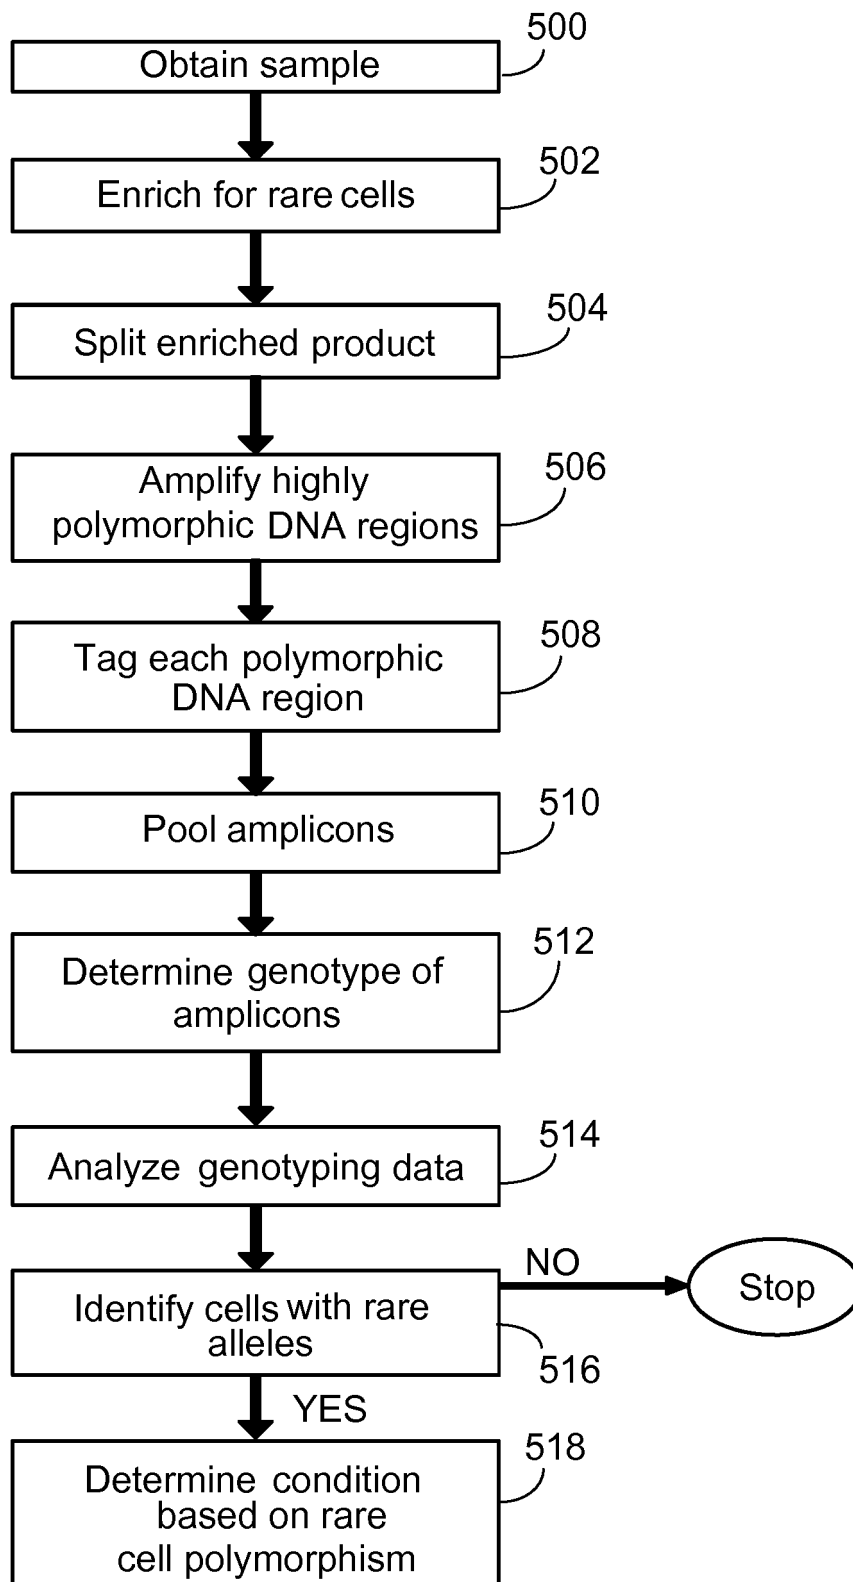 500
Obtain sample
502
Enrich for rare cells
504
Split enriched product
506
Amplify highly
polymorphic DNA regions
508
Tag each polymorphic
DNA region
510
Pool amplicons
512
Determine genotype of
amplicons
514
Analyze genotyping data
NO
Stop
Identify cells with rare
alleles
516
YES
518
Determine condition
based on rare
cell polymorphism